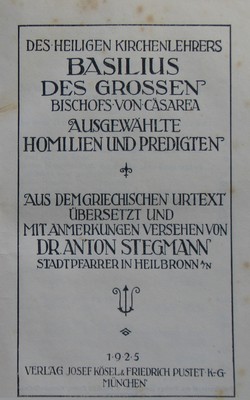 DES HEILIGEN KIRCHENLEHRERS
BASILIUS
DES GROSSEN
BISCHOFS VON CÄSAREA
AUSGEWÄHLTE
HOMILIEN UND PREDIGTEN
AUS DEM GRIECHISCHEN URTEXT
ÜBERSETZT UND
MIT ANMERKUNGEN VERSEHEN VON
DR. ANTON STEGMANN
STADTPFARRER IN HEILBRONN a/N
1925
VERLAG JOSEF KÖSEL & FRIEDRICH PUSTET K-G.
MÜNCHEN